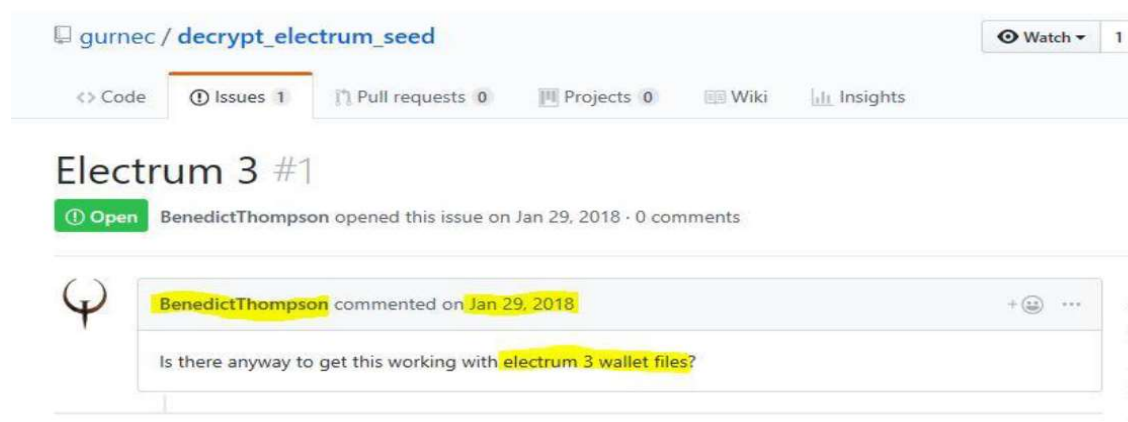 gurnec / decrypt_electrum_seed
Watch 1
<> Code Issues 1 Pull requests 0 Projects 0 Wiki Insights
Electrum 3 #1
Open BenedictThompson opened this issue on Jan 29, 2018 · 0 comments
BenedictThompson commented on Jan 29, 2018
Is there anyway to get this working with electrum 3 wallet files?